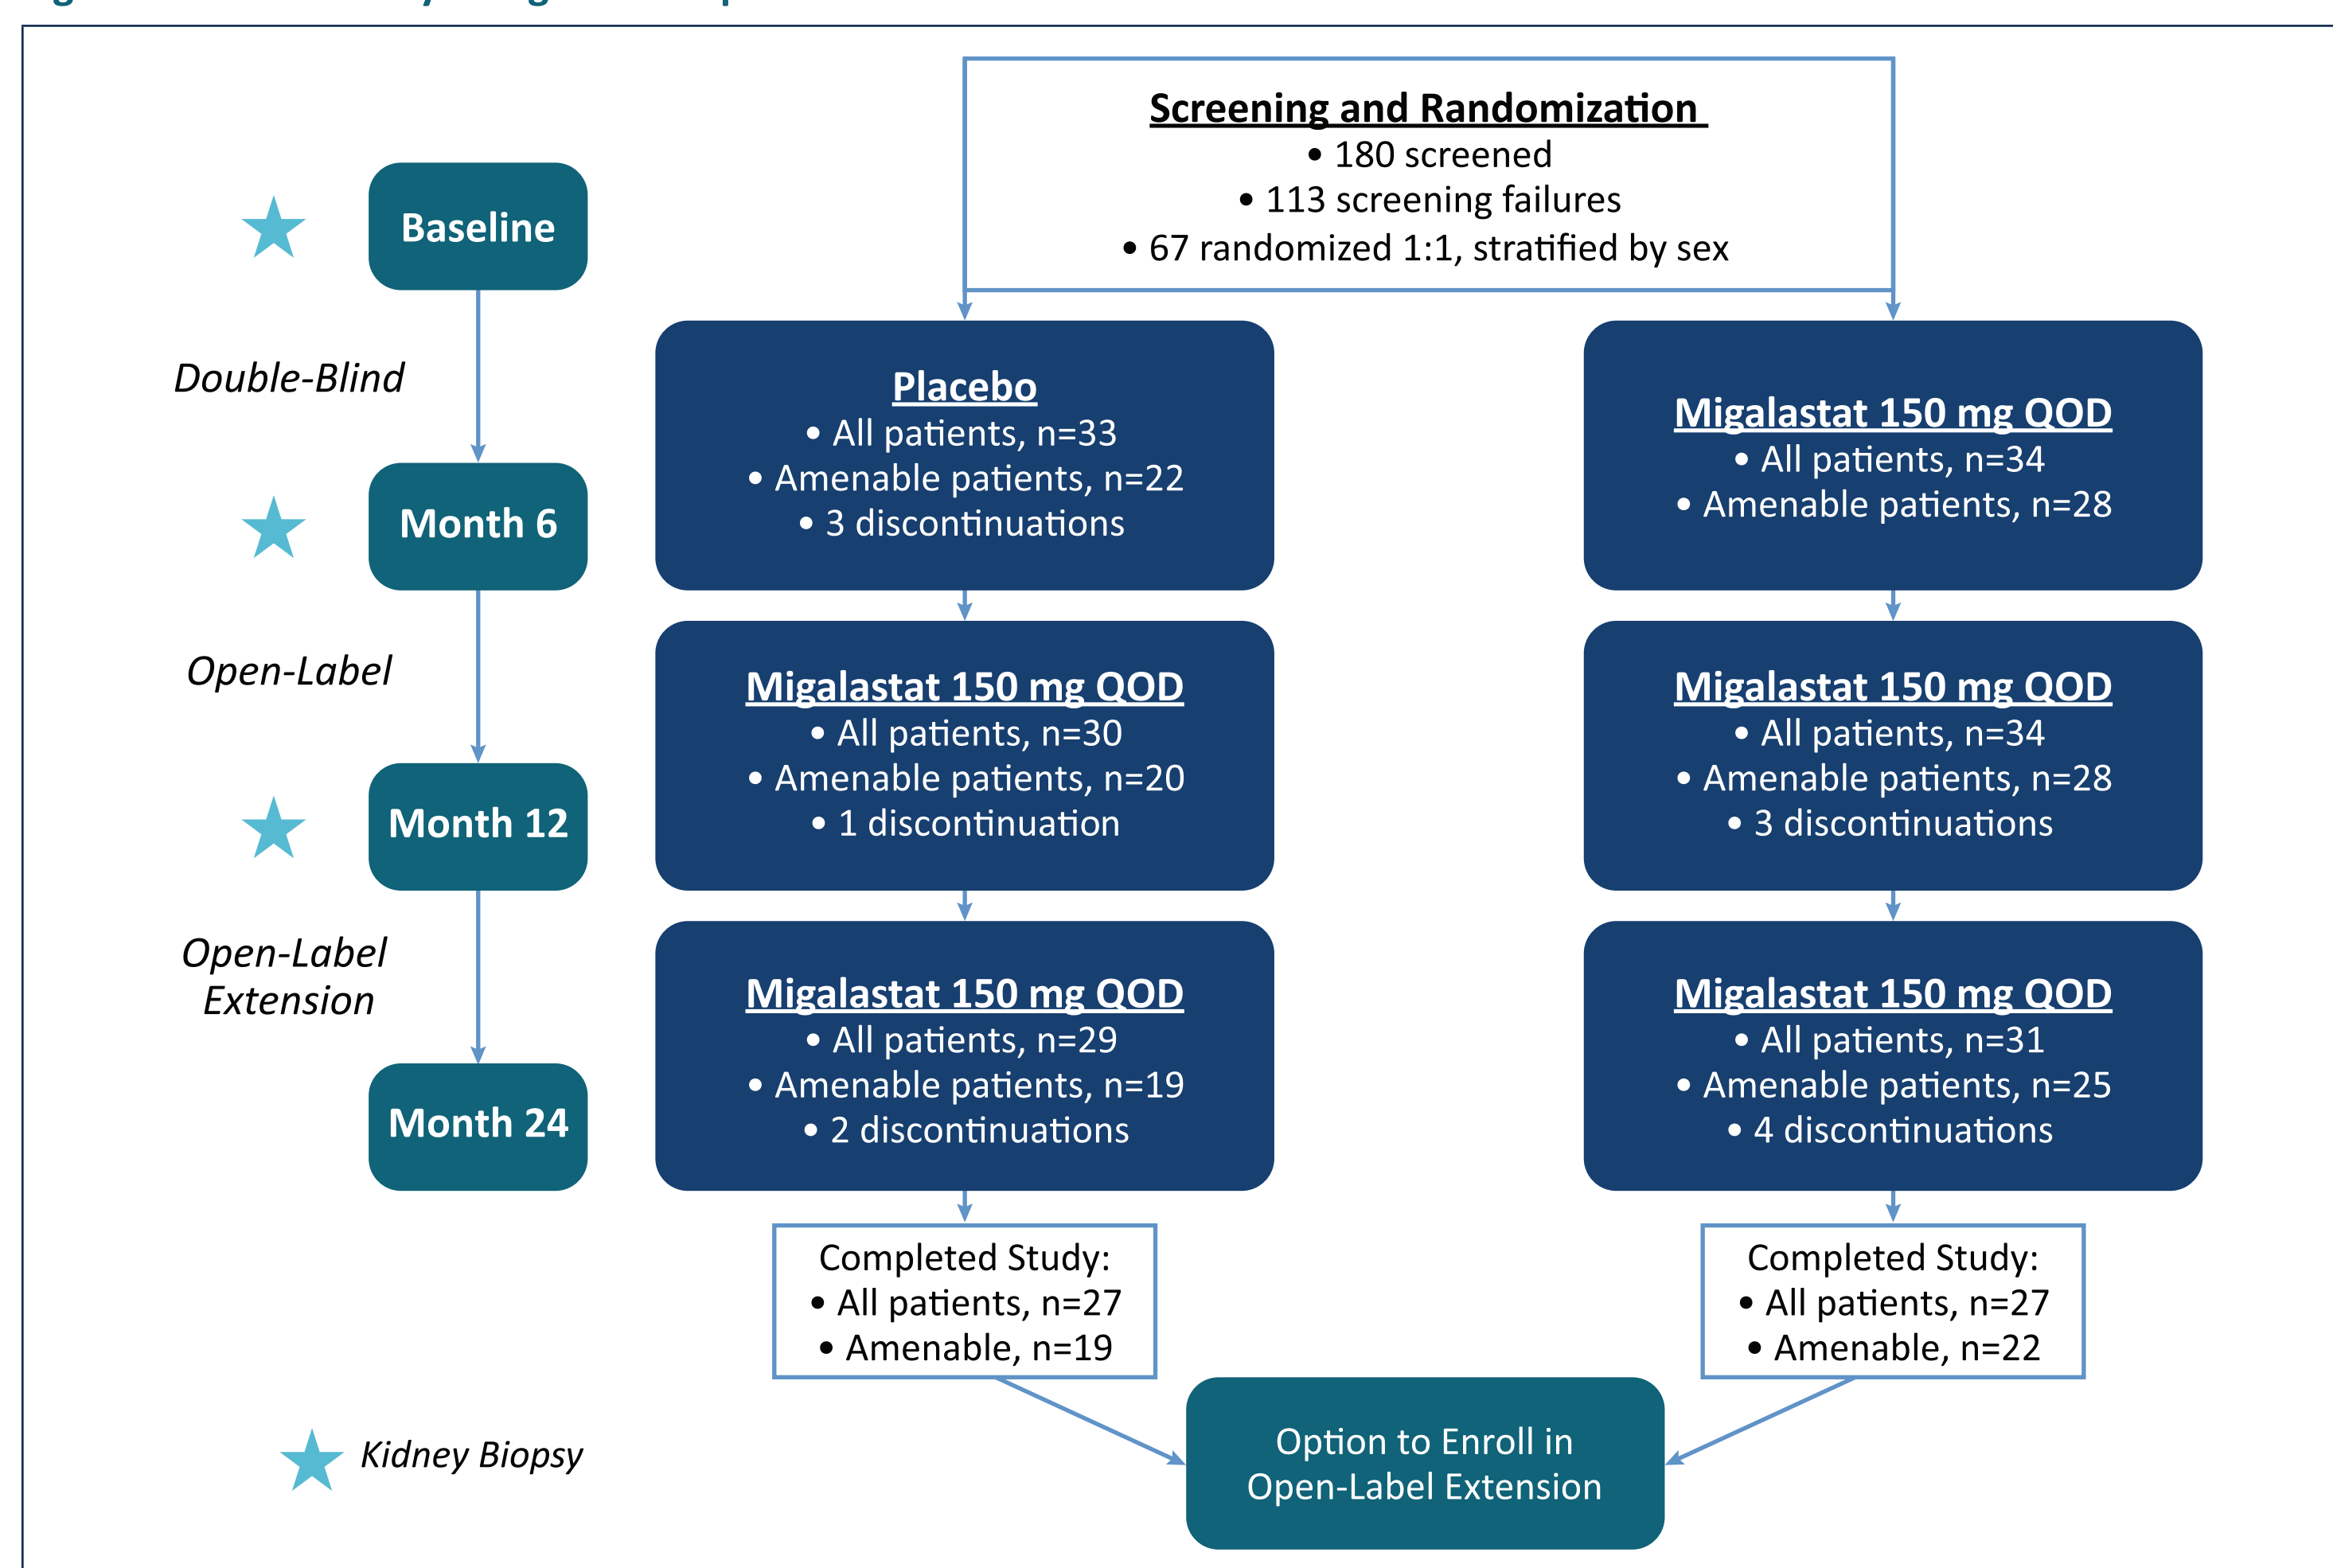 Screening and Randomization
• 180 screened
• 113 screening failures
• 67 randomized 1:1, stratified by sex
Baseline
Double-Blind
Placebo
• All patients, n=33
• Amenable patients, n=22
• 3 discontinuations
Migalastat 150 mg QOD
• All patients, n=34
• Amenable patients, n=28
Month 6
Open-Label
Migalastat 150 mg QOD
• All patients, n=30
• Amenable patients, n=20
• 1 discontinuation
Migalastat 150 mg QOD
• All patients, n=34
• Amenable patients, n=28
• 3 discontinuations
Month 12
Open-Label
Extension
Migalastat 150 mg QOD
• All patients, n=29
• Amenable patients, n=19
• 2 discontinuations
Migalastat 150 mg QOD
• All patients, n=31
• Amenable patients, n=25
• 4 discontinuations
Month 24
Completed Study:
• All patients, n=27
• Amenable, n=19
Completed Study:
• All patients, n=27
• Amenable, n=22
Kidney Biopsy
Option to Enroll in
Open-Label Extension